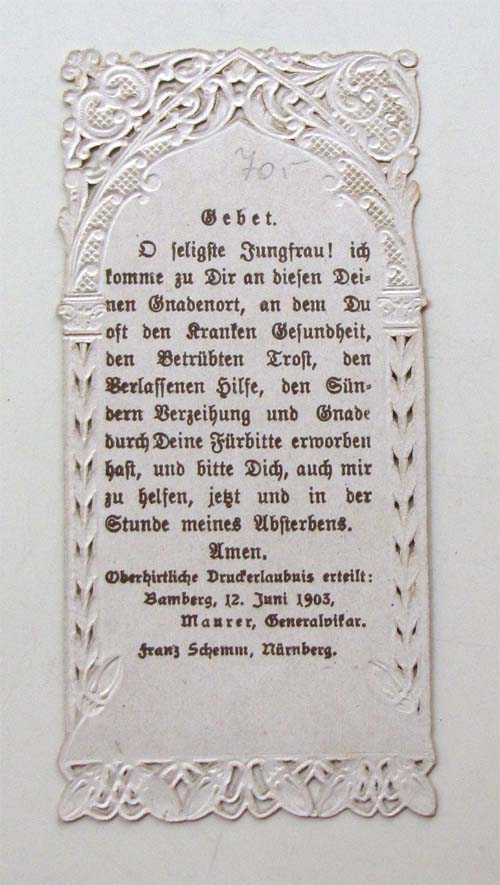 70.-
Gebet.
O seligste Jungfrau! ich
komme zu Dir an diesen Dei-
nen Gnadenort, an dem Du
oft den Kranken Gesundheit,
den Betrübten Trost, den
Verlassenen Hilfe, den Sün-
dern Verzeihung und Gnade
durch Deine Fürbitte erworben
hast, und bitte Dich, auch mir
zu helfen, jetzt und in der
Stunde meines Absterbens.
Amen.
Oberhirtliche Druckerlaubnis erteilt:
Bamberg, 12. Juni 1903,
Maurer, Generalvikar.
Franz Schemm, Nürnberg.